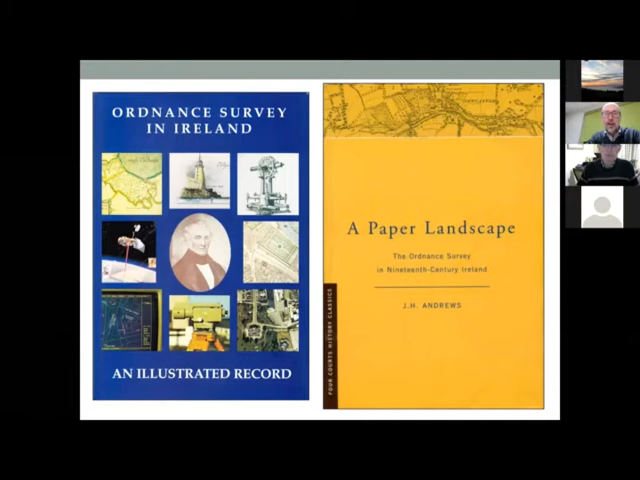 ORDNANCE SURVEY
IN IRELAND
AN ILLUSTRATED RECORD
A Paper Landscape
The Ordnance Survey
in Nineteenth-Century Ireland
J.H. ANDREWS
FOUR COURTS HISTORY CLASSICS